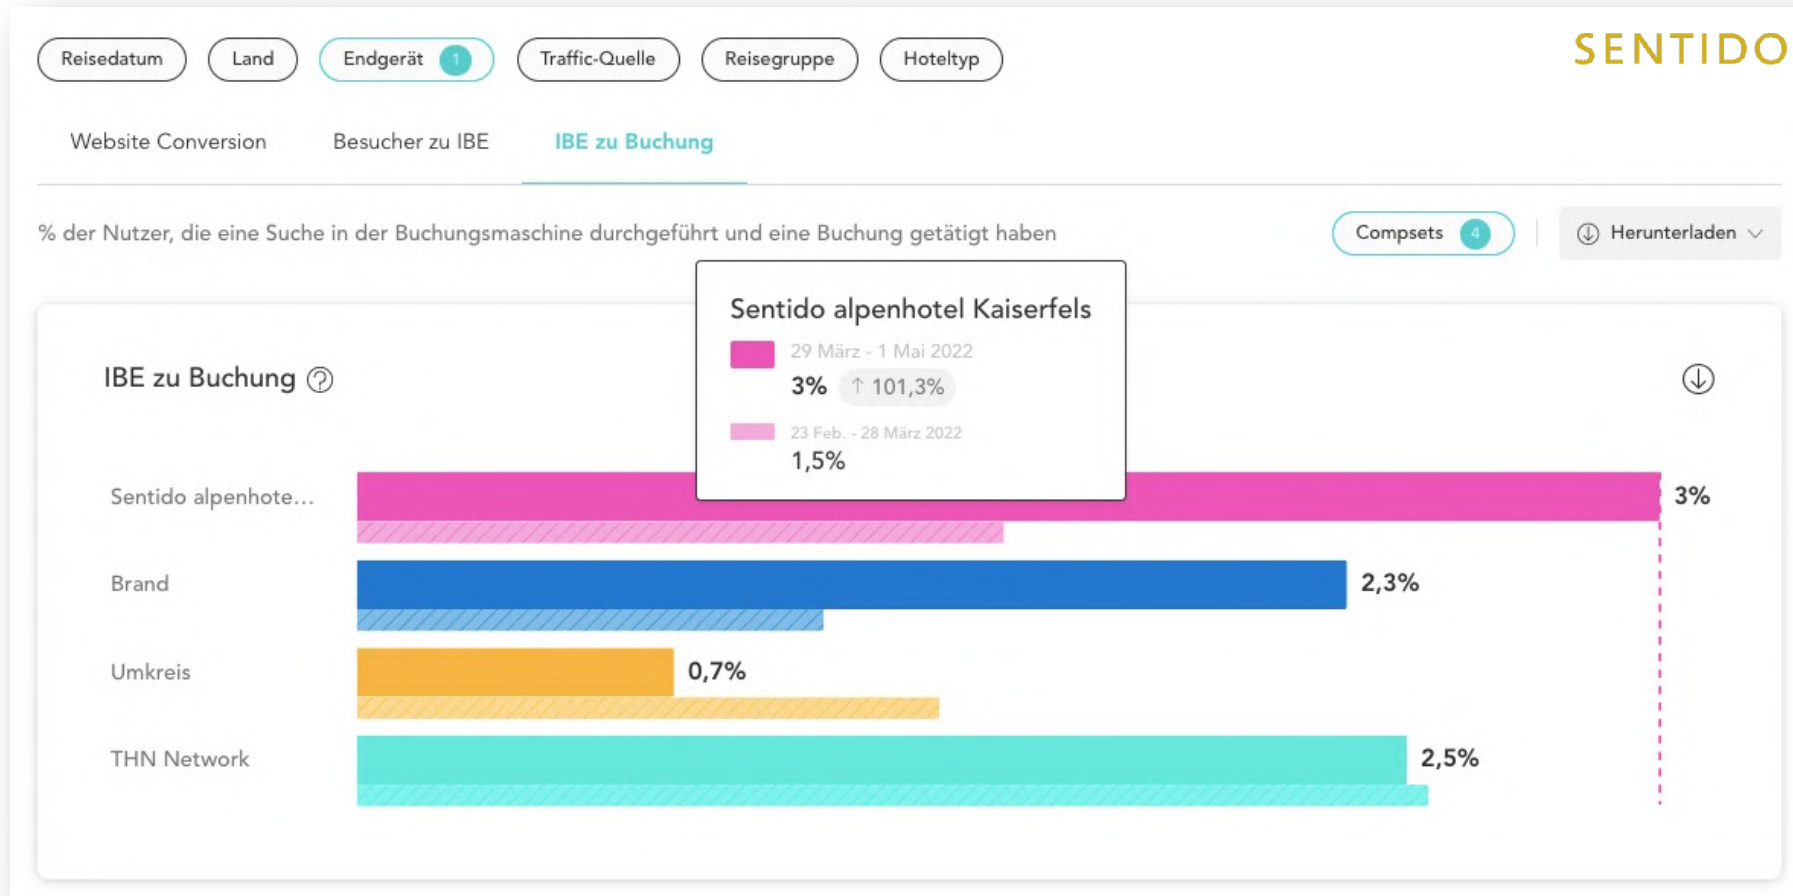 SENTIDO
Reisedatum
Land
Endgerät 1
Traffic-Quelle
Reisegruppe
Hoteltyp
Website Conversion
Besucher zu IBE
IBE zu Buchung
% der Nutzer, die eine Suche in der Buchungsmaschine durchgeführt und eine Buchung getätigt haben
Compsets 4
Herunterladen
Sentido alpenhotel Kaiserfels
29 März - 1 Mai 2022
3% ↑ 101,3%
23 Feb. - 28 März 2022
1,5%
IBE zu Buchung ?
Sentido alpenhote... 3%
Brand 2,3%
Umkreis 0,7%
THN Network 2,5%